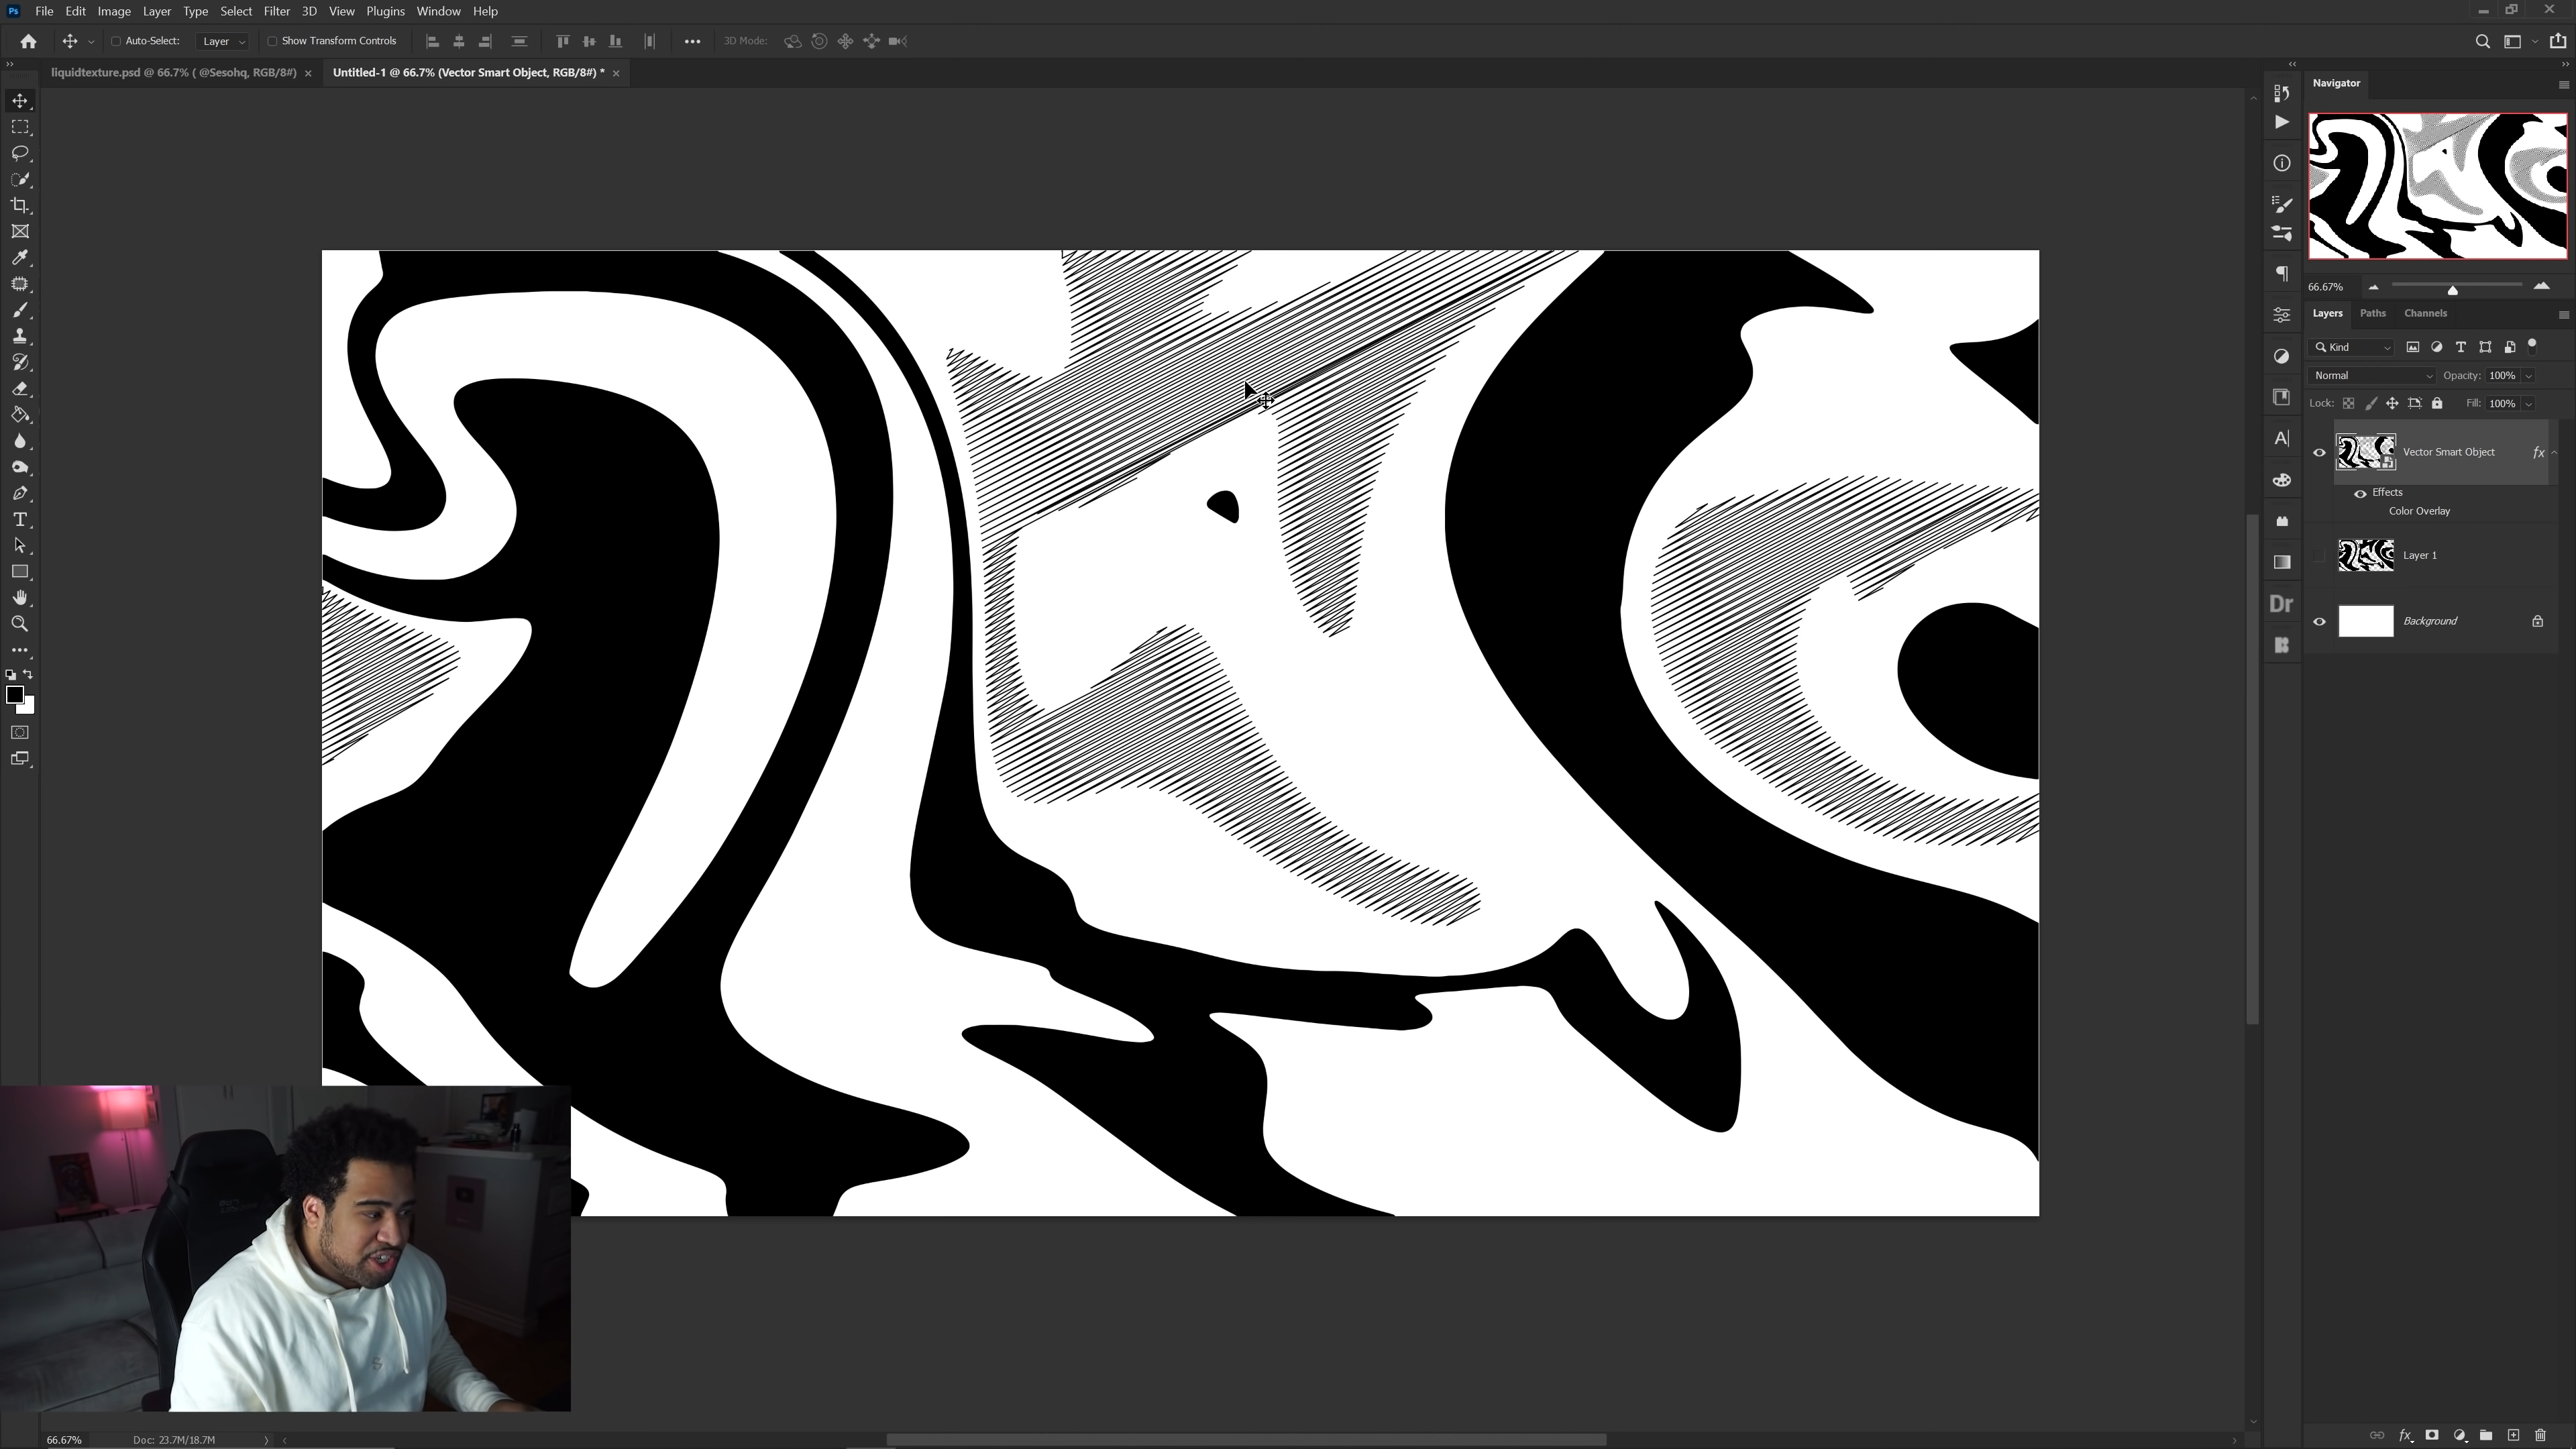 Ps File Edit Image Layer Type Select Filter 3D View Plugins Window Help
Auto-Select: Layer Show Transform Controls 3D Mode:
liquidtexture.psd @ 66.7% ( @Sesohq, RGB/8#) × Untitled-1 @ 66.7% (Vector Smart Object, RGB/8#) * ×
Navigator
66.67%
Layers Paths Channels
Kind
Normal Opacity: 100%
Lock: Fill: 100%
Vector Smart Object fx
Effects
Color Overlay
Layer 1
Background
Dr
66.67% Doc: 23.7M/18.7M
fx